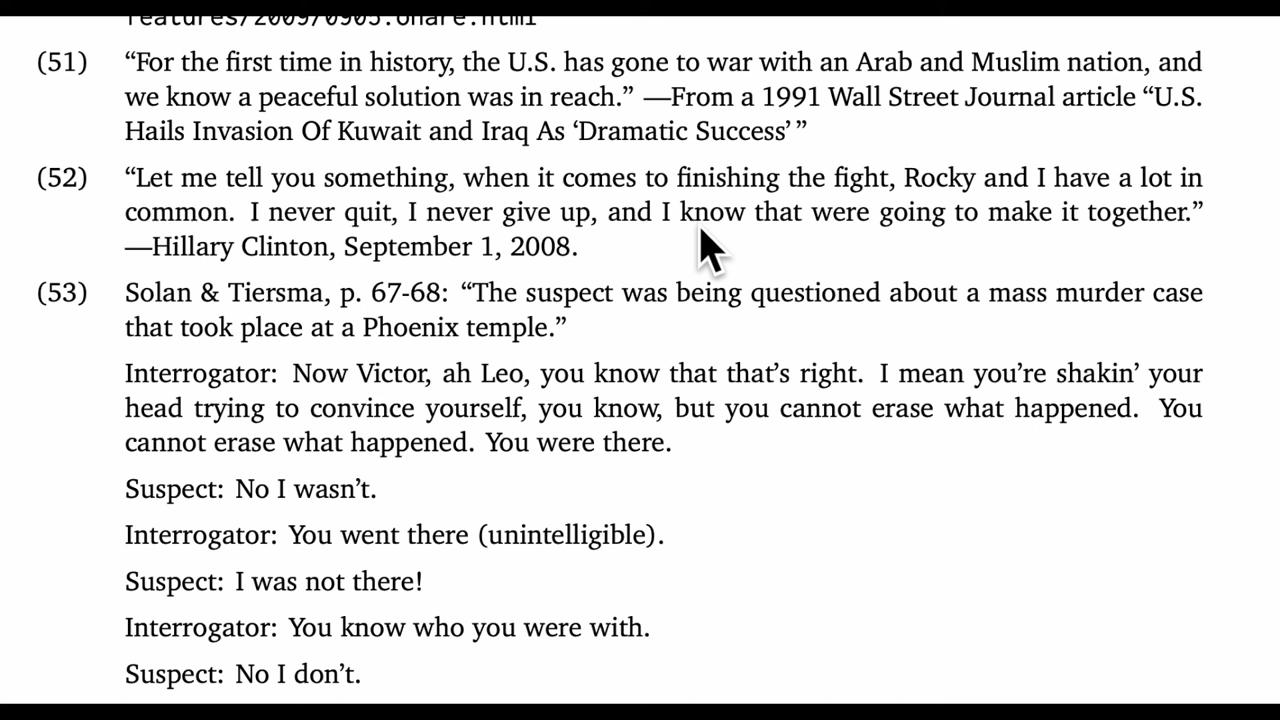 features/2009/0905.ohare.html
(51) “For the first time in history, the U.S. has gone to war with an Arab and Muslim nation, and
we know a peaceful solution was in reach.” —From a 1991 Wall Street Journal article “U.S.
Hails Invasion Of Kuwait and Iraq As ‘Dramatic Success’ ”
(52) “Let me tell you something, when it comes to finishing the fight, Rocky and I have a lot in
common. I never quit, I never give up, and I know that were going to make it together.”
—Hillary Clinton, September 1, 2008.
(53) Solan & Tiersma, p. 67-68: “The suspect was being questioned about a mass murder case
that took place at a Phoenix temple.”
Interrogator: Now Victor, ah Leo, you know that that’s right. I mean you’re shakin’ your
head trying to convince yourself, you know, but you cannot erase what happened. You
cannot erase what happened. You were there.
Suspect: No I wasn’t.
Interrogator: You went there (unintelligible).
Suspect: I was not there!
Interrogator: You know who you were with.
Suspect: No I don’t.